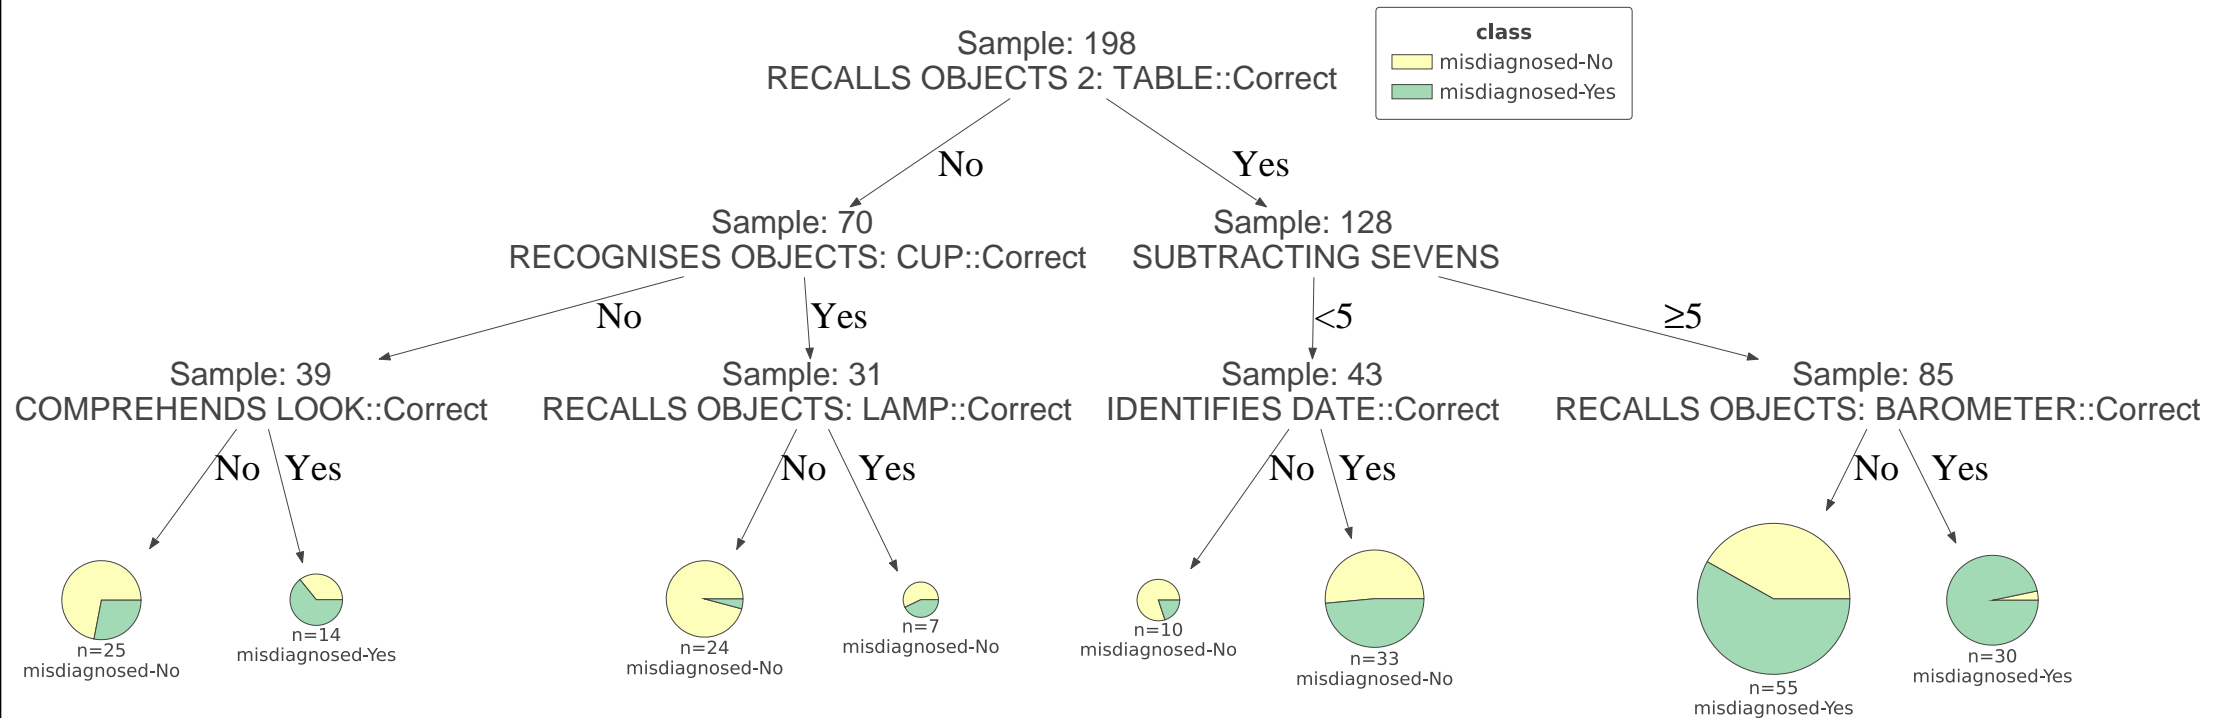 Sample: 198
RECALLS OBJECTS 2: TABLE::Correct
class
misdiagnosed-No
misdiagnosed-Yes
No
Yes
Sample: 70
RECOGNISES OBJECTS: CUP::Correct
Sample: 128
SUBTRACTING SEVENS
No
Yes
<5
≥5
Sample: 39
COMPREHENDS LOOK::Correct
Sample: 31
RECALLS OBJECTS: LAMP::Correct
Sample: 43
IDENTIFIES DATE::Correct
Sample: 85
RECALLS OBJECTS: BAROMETER::Correct
No
Yes
No
Yes
No
Yes
No
Yes
n=25
misdiagnosed-No
n=14
misdiagnosed-Yes
n=24
misdiagnosed-No
n=7
misdiagnosed-No
n=10
misdiagnosed-No
n=33
misdiagnosed-No
n=55
misdiagnosed-Yes
n=30
misdiagnosed-Yes